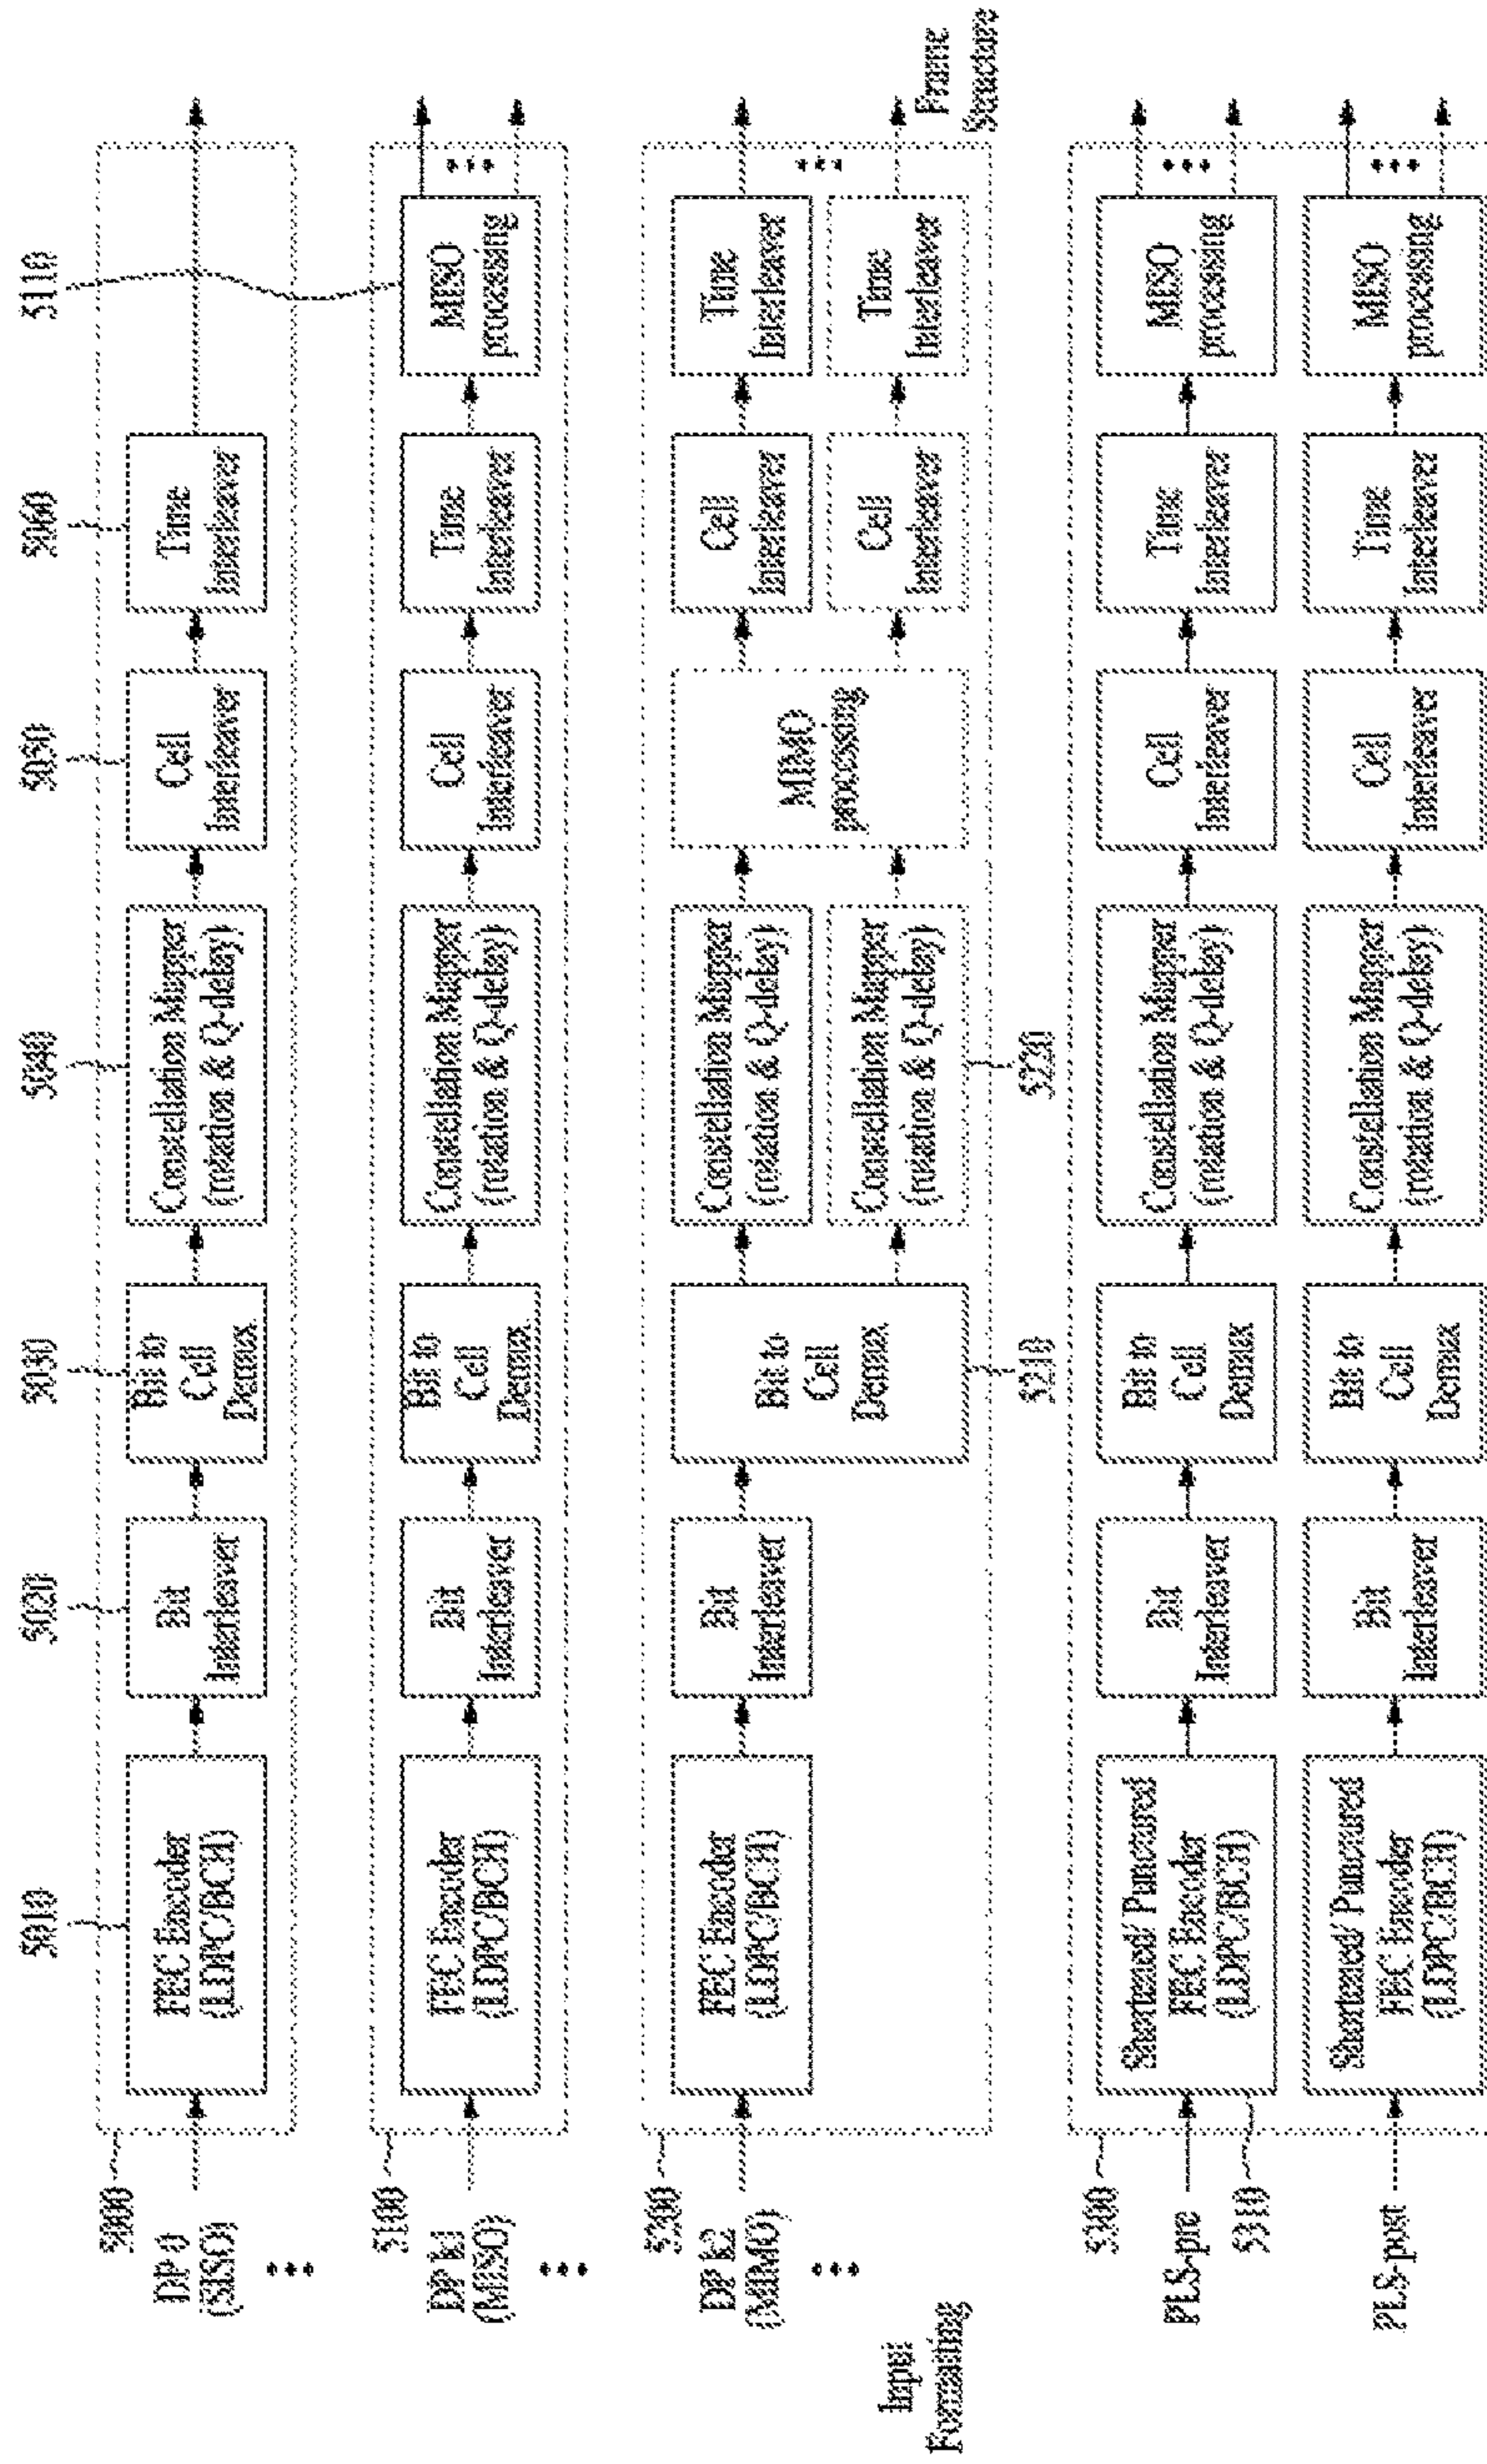 5010
5020
5030
5040
5050
5060
5110
5000
DP 0
(SISO)
FEC Encoder
(LDPC/BCH)
Bit
Interleaver
Bit to
Cell
Demux
Constellation Mapper
(rotation & Q-delay)
Cell
Interleaver
Time
Interleaver
5100
DP k1
(MISO)
FEC Encoder
(LDPC/BCH)
Bit
Interleaver
Bit to
Cell
Demux
Constellation Mapper
(rotation & Q-delay)
Cell
Interleaver
Time
Interleaver
MISO
processing
5200
DP k2
(MIMO)
FEC Encoder
(LDPC/BCH)
Bit
Interleaver
Bit to
Cell
Demux
Constellation Mapper
(rotation & Q-delay)
Constellation Mapper
(rotation & Q-delay)
MIMO
processing
Cell
Interleaver
Cell
Interleaver
Time
Interleaver
Time
Interleaver
Input
Formatting
Frame
Structure
5210
5220
5300
PLS-pre
5310
Shortened/ Punctured
FEC Encoder
(LDPC/BCH)
Bit
Interleaver
Bit to
Cell
Demux
Constellation Mapper
(rotation & Q-delay)
Cell
Interleaver
Time
Interleaver
MISO
processing
PLS-post
Shortened/ Punctured
FEC Encoder
(LDPC/BCH)
Bit
Interleaver
Bit to
Cell
Demux
Constellation Mapper
(rotation & Q-delay)
Cell
Interleaver
Time
Interleaver
MISO
processing